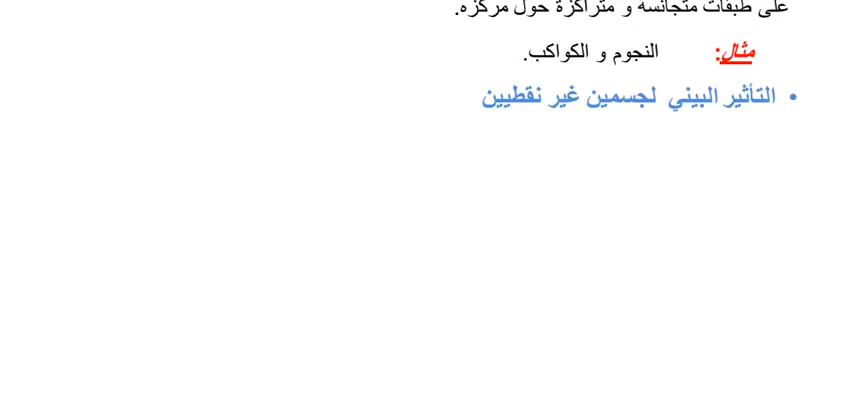 على طبقات متجانسة و متراكزة حول مركزه.
مثال: النجوم و الكواكب.
• التأثير البيني لجسمين غير نقطيين